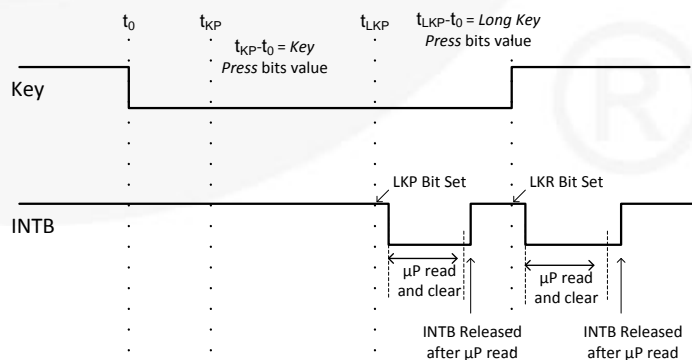 t0 tKP tLKP tLKP-t0 = Long Key
Press bits value
tKP-t0 = Key
Press bits value
Key
LKP Bit Set
LKR Bit Set
INTB
µP read
and clear
µP read
and clear
INTB Released
after µP read
INTB Released
after µP read
®